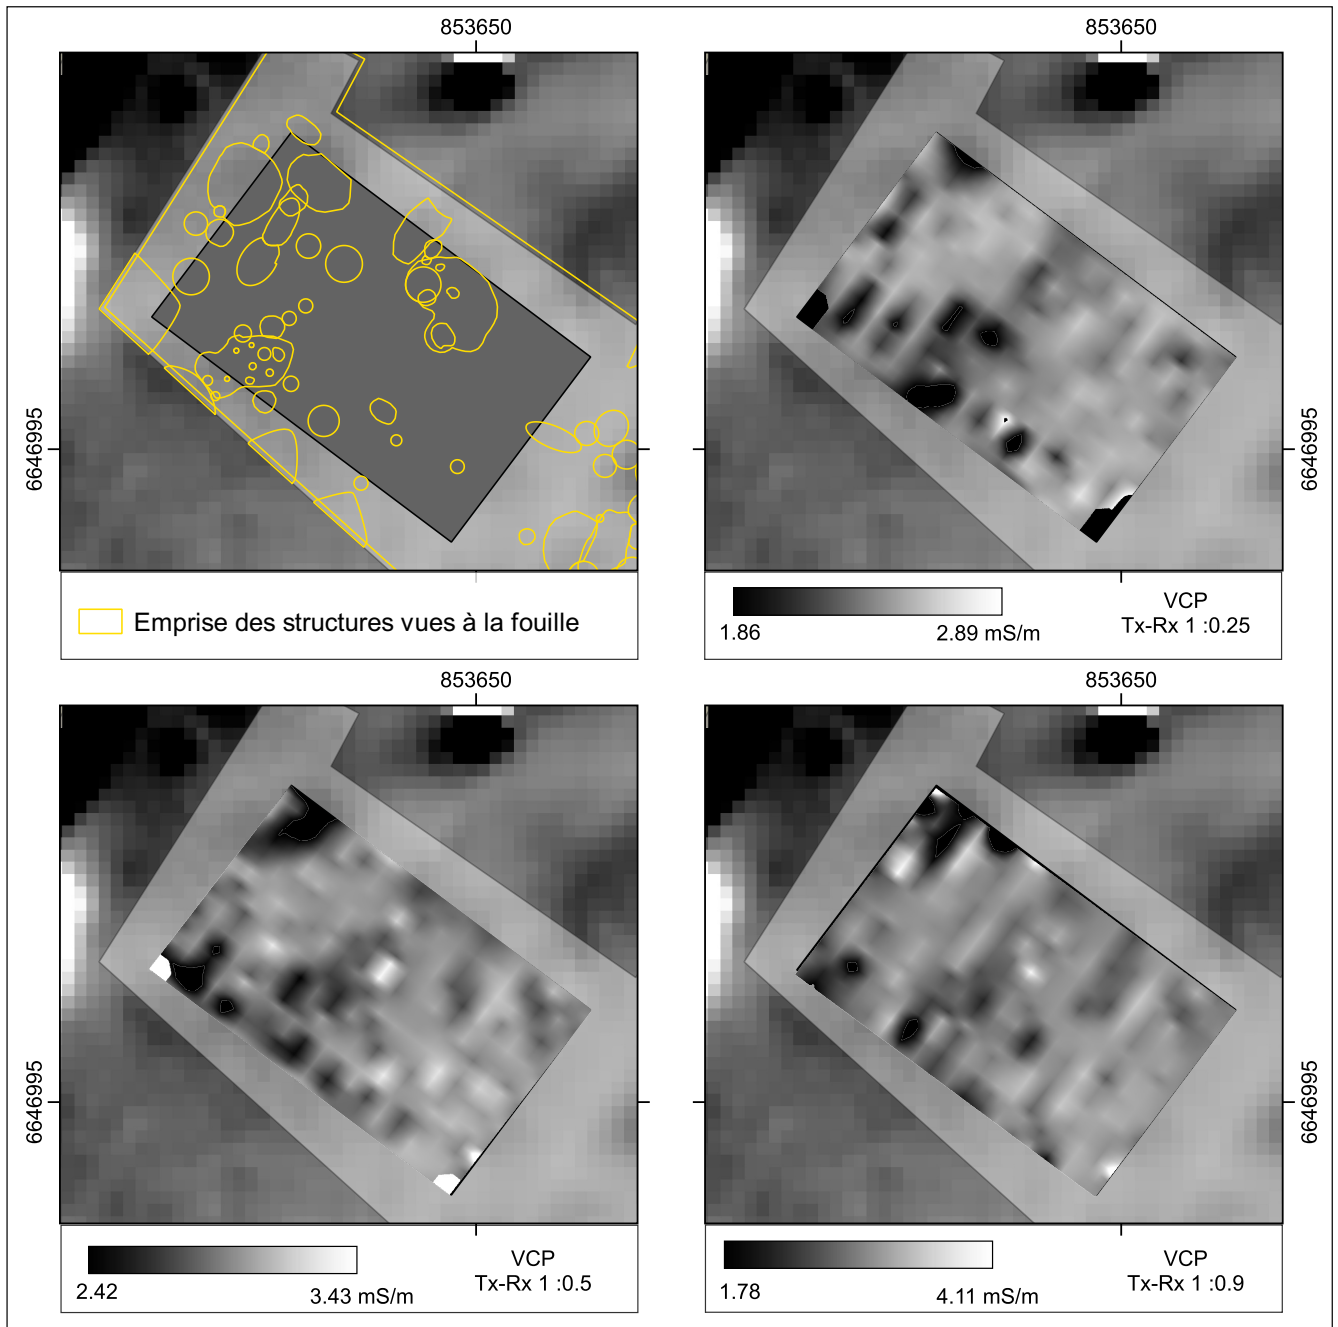 853650
853650
6646995
6646995
Emprise des structures vues à la fouille
1.86
2.89 mS/m
VCP
Tx-Rx 1 :0.25
853650
853650
6646995
6646995
2.42
3.43 mS/m
VCP
Tx-Rx 1 :0.5
1.78
4.11 mS/m
VCP
Tx-Rx 1 :0.9